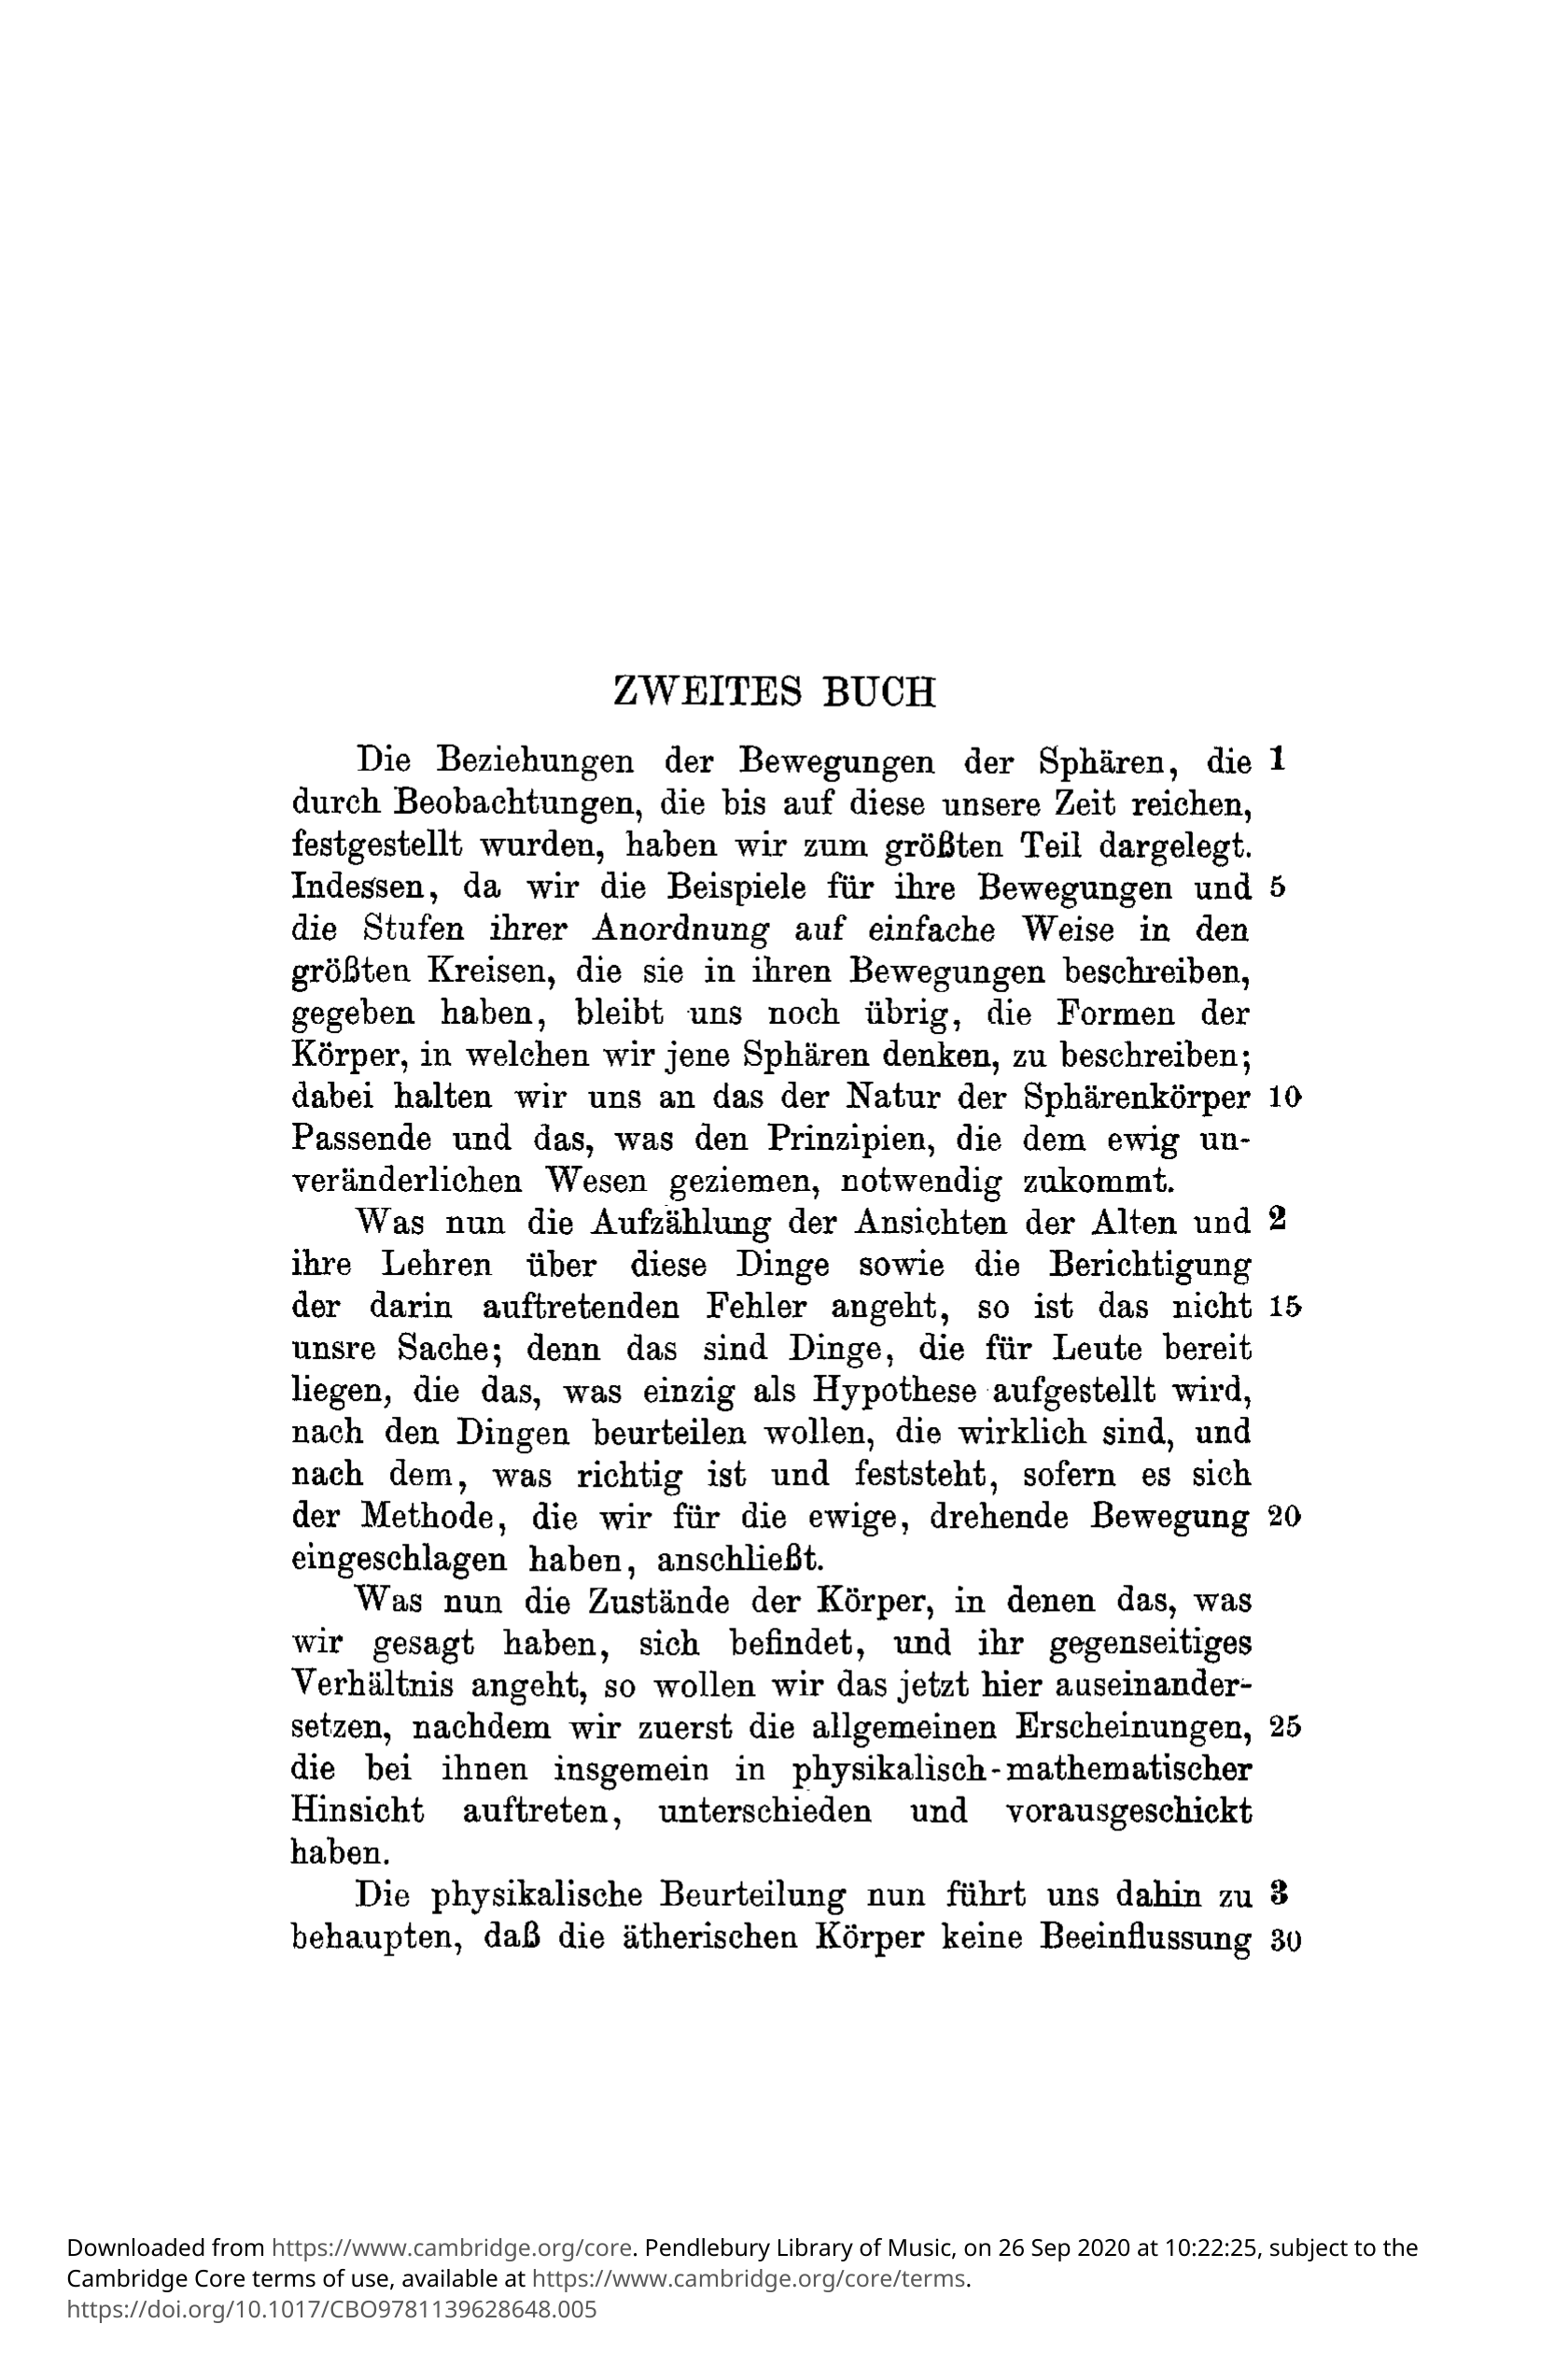 ZWEITES BUCH
Die Beziehungen der Bewegungen der Sphären, die 1
durch Beobachtungen, die bis auf diese unsere Zeit reichen,
festgestellt wurden, haben wir zum größten Teil dargelegt.
Indessen, da wir die Beispiele für ihre Bewegungen und 5
die Stufen ihrer Anordnung auf einfache Weise in den
größten Kreisen, die sie in ihren Bewegungen beschreiben,
gegeben haben, bleibt uns noch übrig, die Formen der
Körper, in welchen wir jene Sphären denken, zu beschreiben;
dabei halten wir uns an das der Natur der Sphärenkörper 10
Passende und das, was den Prinzipien, die dem ewig un-
veränderlichen Wesen geziemen, notwendig zukommt.
Was nun die Aufzählung der Ansichten der Alten und 2
ihre Lehren über diese Dinge sowie die Berichtigung
der darin auftretenden Fehler angeht, so ist das nicht 15
unsre Sache; denn das sind Dinge, die für Leute bereit
liegen, die das, was einzig als Hypothese aufgestellt wird,
nach den Dingen beurteilen wollen, die wirklich sind, und
nach dem, was richtig ist und feststeht, sofern es sich
der Methode, die wir für die ewige, drehende Bewegung 20
eingeschlagen haben, anschließt.
Was nun die Zustände der Körper, in denen das, was
wir gesagt haben, sich befindet, und ihr gegenseitiges
Verhältnis angeht, so wollen wir das jetzt hier auseinander-
setzen, nachdem wir zuerst die allgemeinen Erscheinungen, 25
die bei ihnen insgemein in physikalisch-mathematischer
Hinsicht auftreten, unterschieden und vorausgeschickt
haben.
Die physikalische Beurteilung nun führt uns dahin zu 3
behaupten, daß die ätherischen Körper keine Beeinflussung 30
Downloaded from https://www.cambridge.org/core. Pendlebury Library of Music, on 26 Sep 2020 at 10:22:25, subject to the
Cambridge Core terms of use, available at https://www.cambridge.org/core/terms.
https://doi.org/10.1017/CBO9781139628648.005